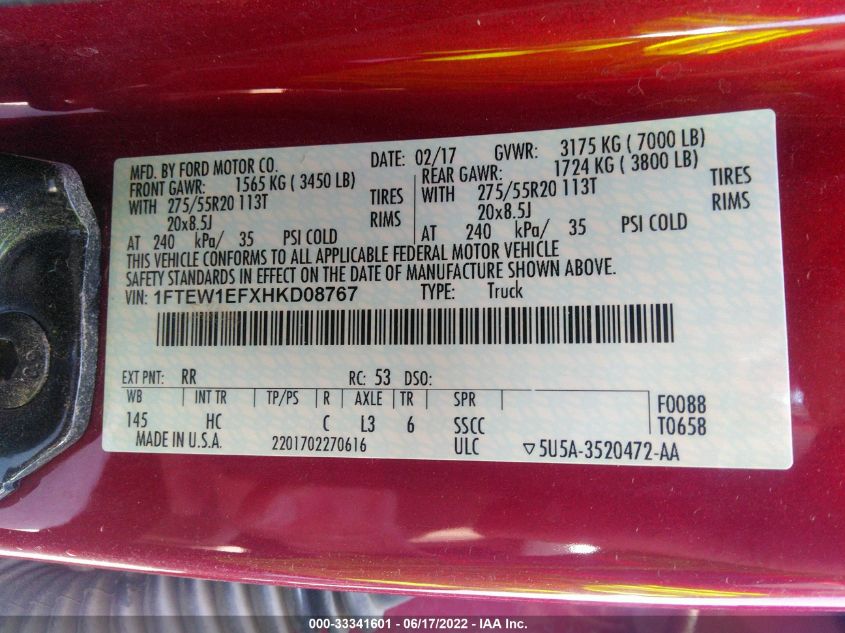 MFD. BY FORD MOTOR CO. DATE: 02/17 GVWR: 3175 KG ( 7000 LB)
FRONT GAWR: 1565 KG ( 3450 LB) REAR GAWR: 1724 KG ( 3800 LB)
WITH 275/55R20 113T TIRES WITH 275/55R20 113T TIRES
20x8.5J RIMS 20x8.5J RIMS
AT 240 kPa/ 35 PSI COLD AT 240 kPa/ 35 PSI COLD
THIS VEHICLE CONFORMS TO ALL APPLICABLE FEDERAL MOTOR VEHICLE
SAFETY STANDARDS IN EFFECT ON THE DATE OF MANUFACTURE SHOWN ABOVE.
VIN: 1FTEW1EFXHKD08767 TYPE: Truck
EXT PNT: RR RC: 53 DSO:
WB INT TR TP/PS R AXLE TR SPR F0088
145 HC C L3 6 SSCC T0658
MADE IN U.S.A. 2201702270616 ULC ▽5U5A-3520472-AA
000-33341601 - 06/17/2022 - IAA Inc.